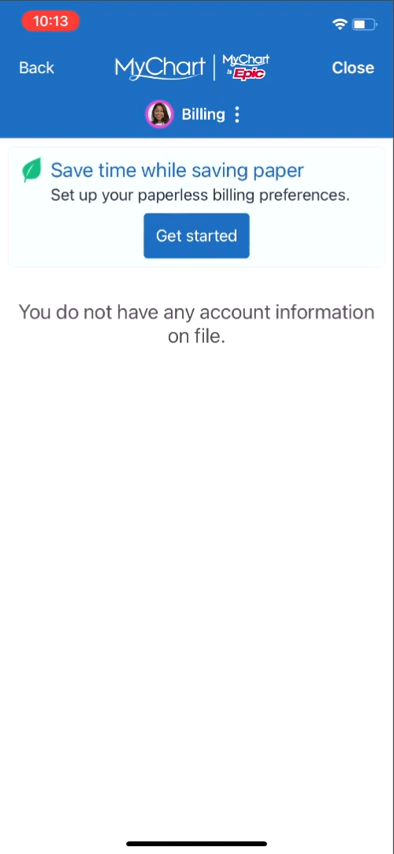 10:13
Back
MyChart
MyChart
by Epic
Close
Billing
Save time while saving paper
Set up your paperless billing preferences.
Get started
You do not have any account information
on file.